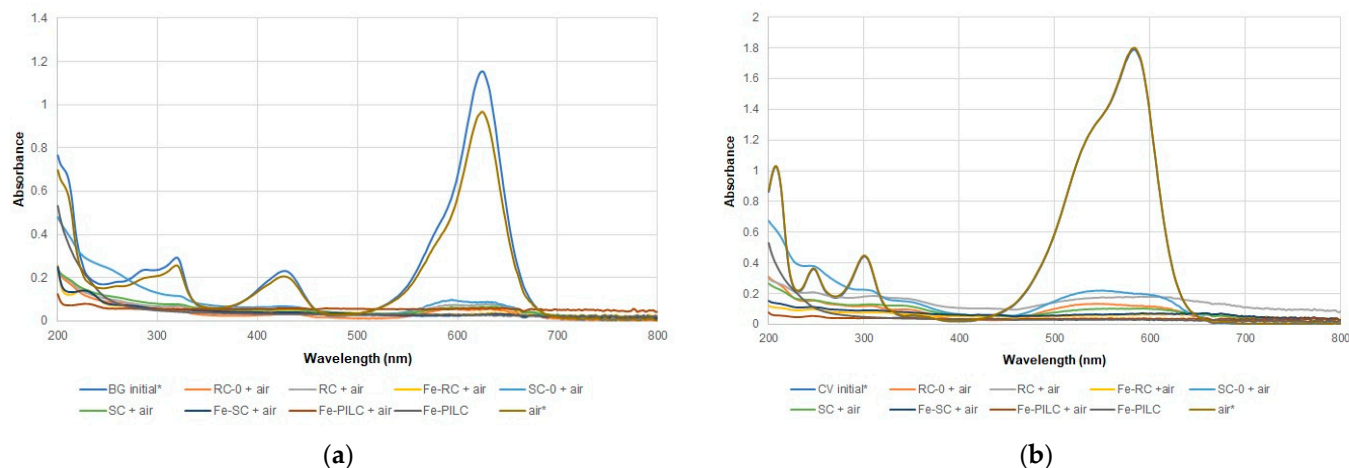 1.4
1.2
1
0.8
0.6
0.4
0.2
0
Absorbance
200 300 400 500 600 700 800
Wavelength (nm)
BG initial* RC-0 + air RC + air Fe-RC + air SC-0 + air
SC + air Fe-SC + air Fe-PILC + air Fe-PILC air*
(a)
2
1.8
1.6
1.4
1.2
1
0.8
0.6
0.4
0.2
0
Absorbance
200 300 400 500 600 700 800
Wavelength (nm)
CV initial* RC-0 + air RC + air Fe-RC +air SC-0 + air
SC + air Fe-SC + air Fe-PILC + air Fe-PILC air*
(b)